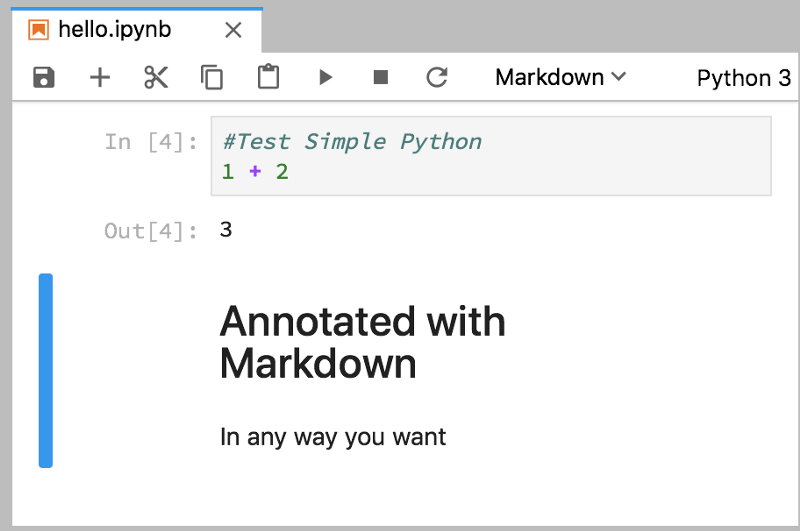 hello.ipynb
Markdown Python 3
In [4]: #Test Simple Python
1 + 2
Out[4]: 3
Annotated with
Markdown
In any way you want